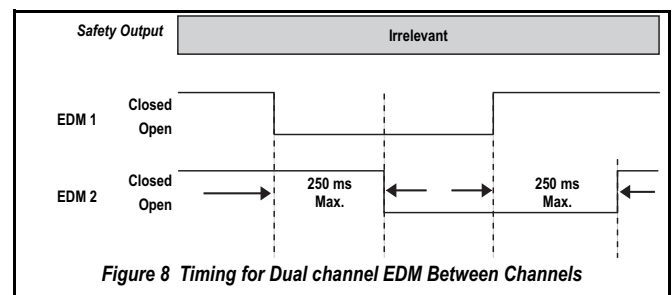 Safety Output
Irrelevant
EDM 1
Closed
Open
EDM 2
Closed
Open
250 ms
Max.
250 ms
Max.
Figure 8 Timing for Dual channel EDM Between Channels